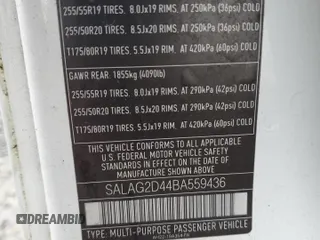 255/55R19 TIRES, 8.0Jx19 RIMS, AT 250kPa (36psi) COLD
255/50R20 TIRES, 8.5Jx20 RIMS, AT 250kPa (36psi) COLD
T175/80R19 TIRES, 5.5Jx19 RIM, AT 420kPa (60psi) COLD
GAWR REAR: 1855kg (4090lb)
255/55R19 TIRES, 8.0Jx19 RIMS, AT 290kPa (42psi) COLD
255/50R20 TIRES, 8.5Jx20 RIMS, AT 290kPa (42psi) COLD
T175/80R19 TIRES, 5.5Jx19 RIM, AT 420kPa (60psi) COLD
THIS VEHICLE CONFORMS TO ALL APPLICABLE
FEDERAL MOTOR VEHICLE SAFETY
STANDARDS IN EFFECT ON THE DATE OF
MANUFACTURE SHOWN ABOVE.
SALAG2D44BA559436
TYPE: MULTI-PURPOSE PASSENGER VEHICLE
AUTOBIDMASTER